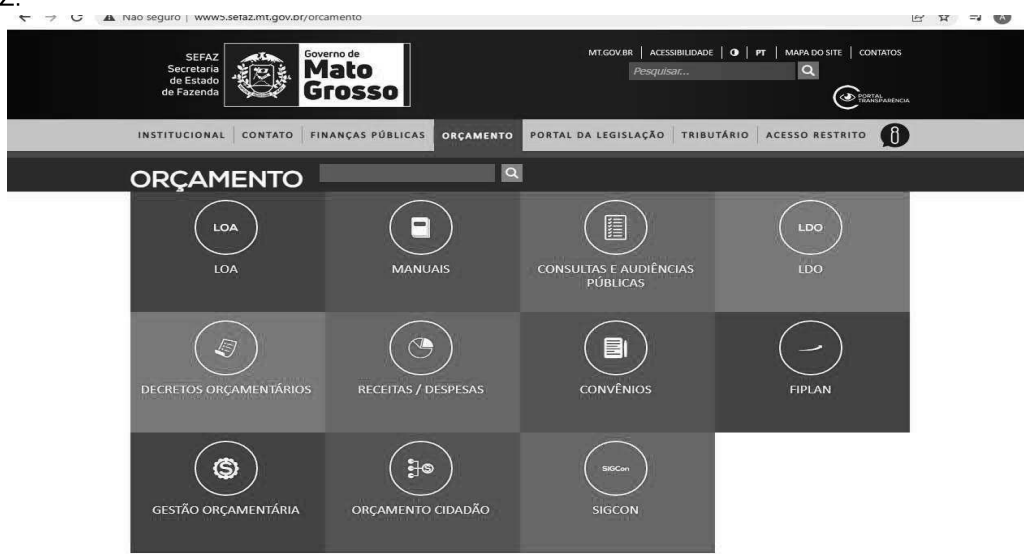 2.
Não seguro | www5.sefaz.mt.gov.br/orcamento
A
SEFAZ
Secretaria
de Estado
de Fazenda
Governo de
Mato
Grosso
MT.GOV.BR | ACESSIBILIDADE | | PT | MAPA DO SITE | CONTATOS
Pesquisar...
PORTAL
TRANSPARÊNCIA
INSTITUCIONAL | CONTATO | FINANÇAS PÚBLICAS ORÇAMENTO PORTAL DA LEGISLAÇÃO | TRIBUTÁRIO | ACESSO RESTRITO
ORÇAMENTO
LOA
LOA
MANUAIS
CONSULTAS E AUDIÊNCIAS
PÚBLICAS
LDO
LDO
DECRETOS ORÇAMENTÁRIOS
RECEITAS / DESPESAS
CONVÊNIOS
FIPLAN
GESTÃO ORÇAMENTÁRIA
ORÇAMENTO CIDADÃO
SIGCon
SIGCON